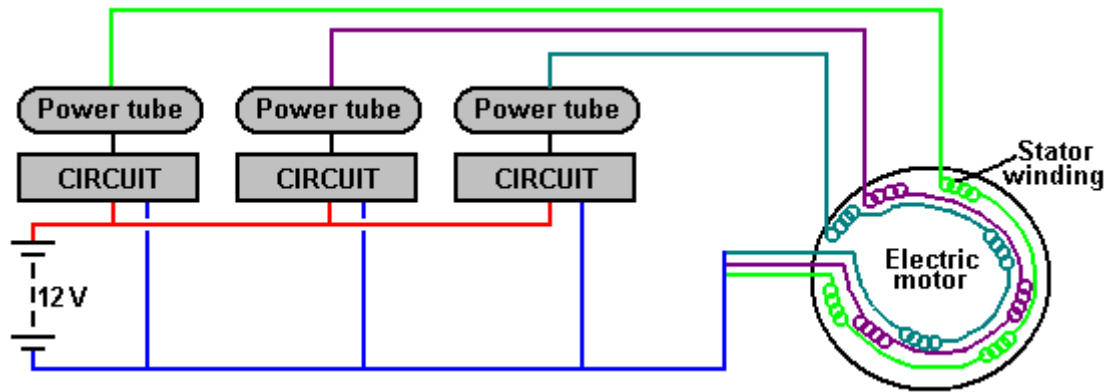 Power tube
Power tube
Power tube
CIRCUIT
CIRCUIT
CIRCUIT
Stator
winding
Electric
motor
12 V